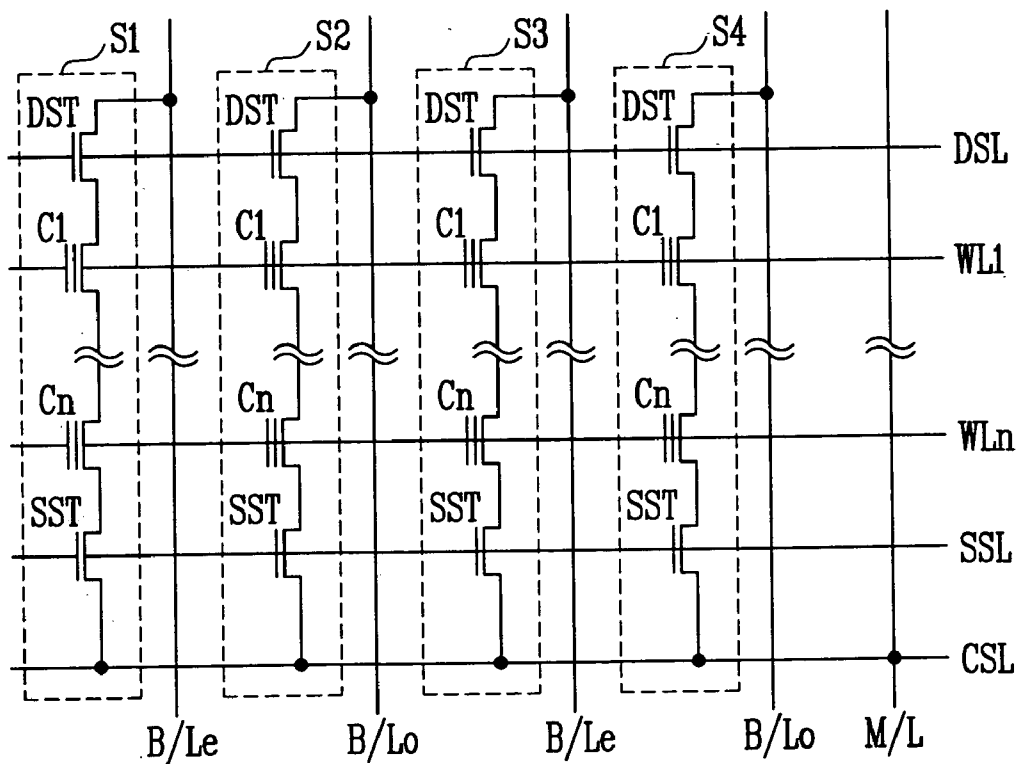 S1 S2 S3 S4
DST DST DST DST
DSL
C1 C1 C1 C1
WL1
Cn Cn Cn Cn
WLn
SST SST SST SST
SSL
CSL
B/Le B/Lo B/Le B/Lo M/L